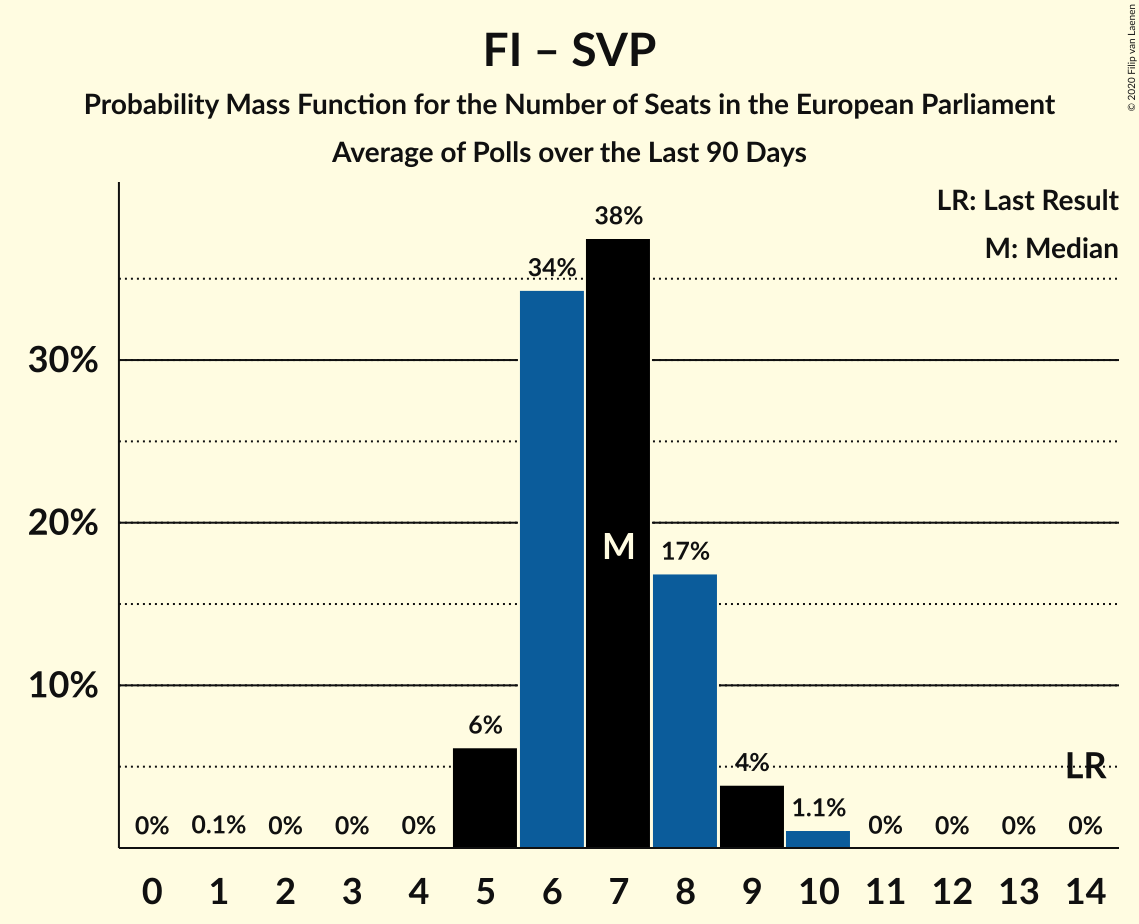 FI – SVP
Probability Mass Function for the Number of Seats in the European Parliament
Average of Polls over the Last 90 Days
© 2020 Filip van Laenen
LR: Last Result
M: Median
38%
34%
30%
20%
M
17%
10%
6%
4%
LR
1.1%
0% 0.1% 0% 0% 0% 0% 0% 0% 0%
0 1 2 3 4 5 6 7 8 9 10 11 12 13 14